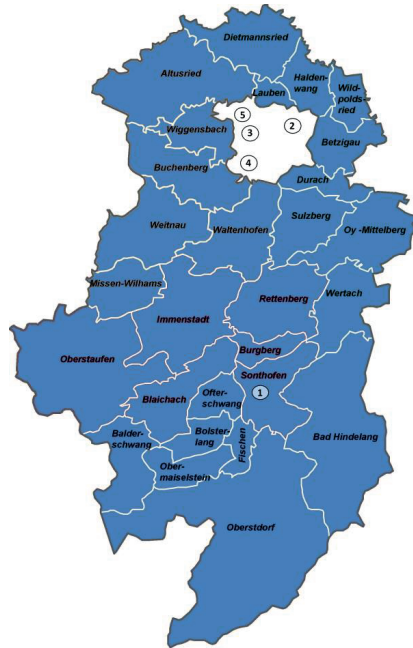 Dietmannsried
Altusried
Halden-
wang
Wild-
polds-
ried
Lauben
5
2
Wiggensbach
3
Betzigau
Buchenberg
4
Durach
Weitnau
Waltenhofen
Sulzberg
Oy -Mittelberg
Missen-Wilhams
Rettenberg
Wertach
Immenstadt
Burgberg
Oberstaufen
Sonthofen
Blaichach
Ofter-
schwang
1
Balder-
schwang
Bolster-
lang
Fischen
Bad Hindelang
Ober-
maiselstein
Oberstdorf